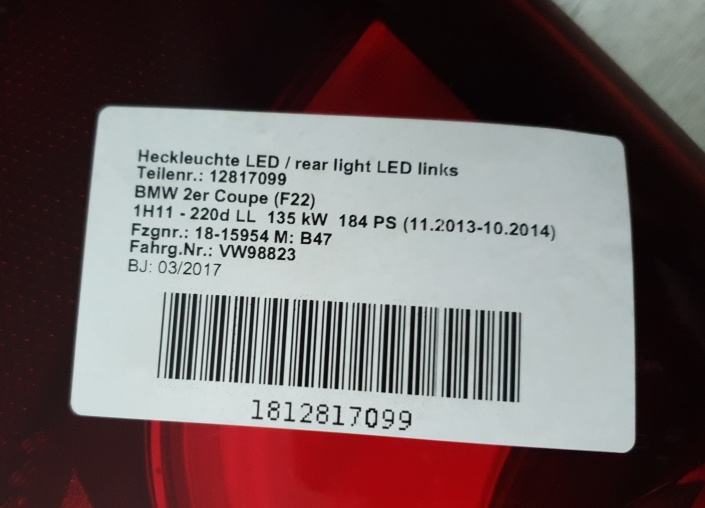 Heckleuchte LED / rear light LED links
Teilenr.: 12817099
BMW 2er Coupe (F22)
1H11 - 220d LL 135 kW 184 PS (11.2013-10.2014)
Fzgnr.: 18-15954 M: B47
Fahrg.Nr.: VW98823
BJ: 03/2017
1812817099